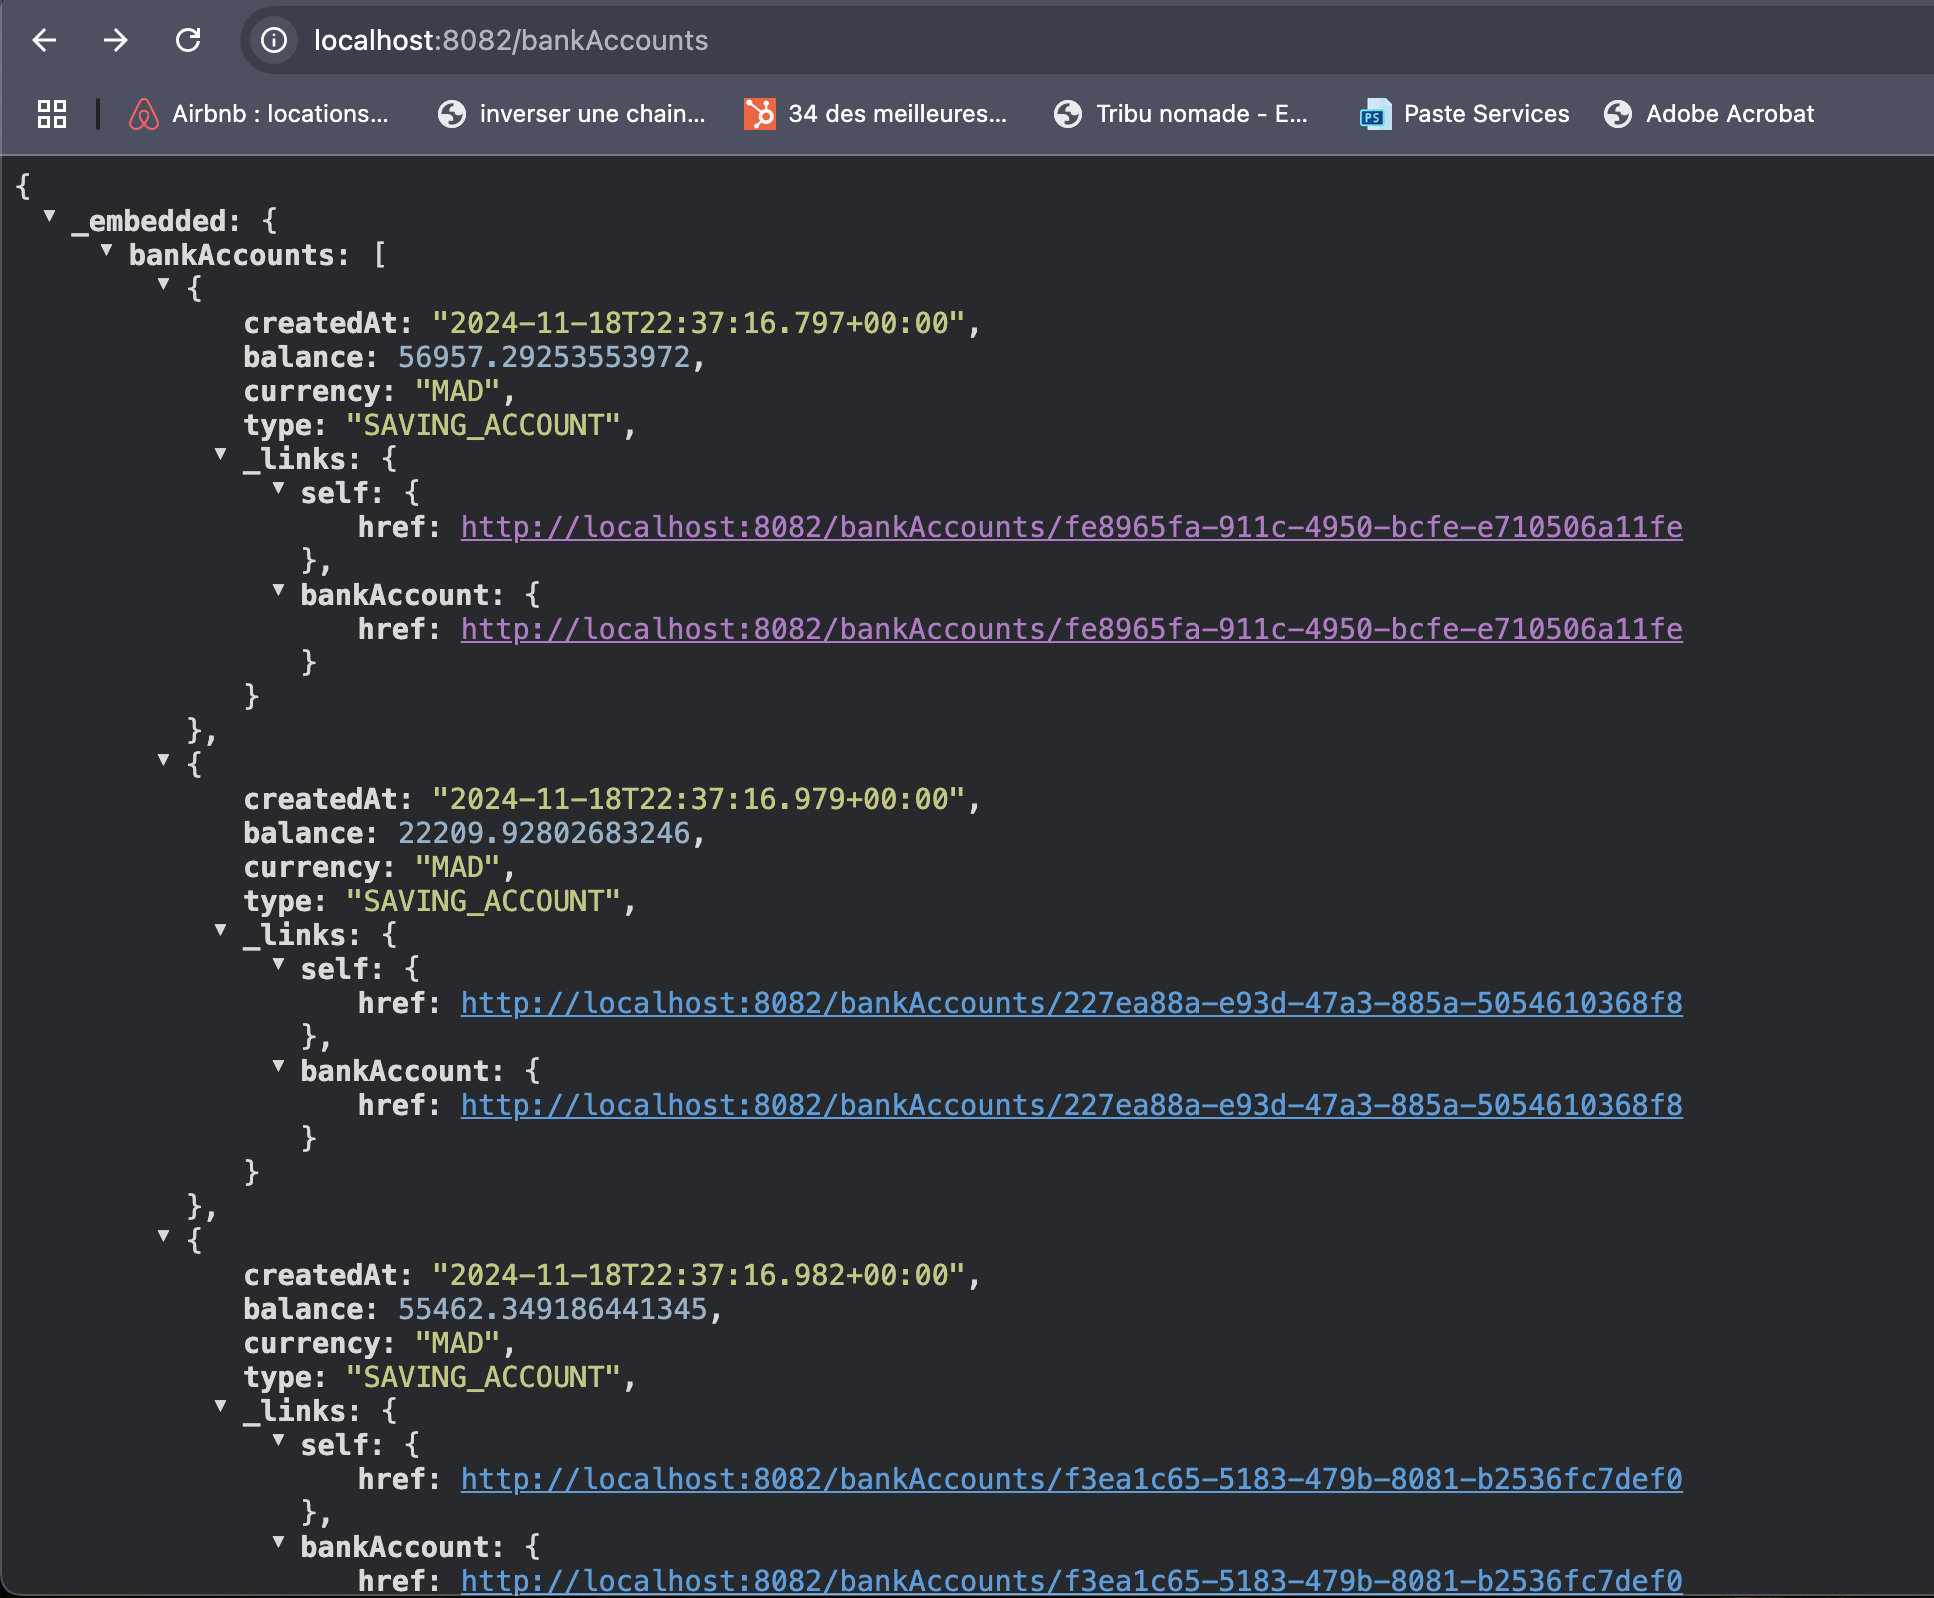 localhost:8082/bankAccounts
Airbnb : locations... inverser une chain... 34 des meilleures... Tribu nomade - E... Paste Services Adobe Acrobat
{
_embedded: {
bankAccounts: [
{
createdAt: "2024-11-18T22:37:16.797+00:00",
balance: 56957.29253553972,
currency: "MAD",
type: "SAVING_ACCOUNT",
_links: {
self: {
href: http://localhost:8082/bankAccounts/fe8965fa-911c-4950-bcfe-e710506a11fe
},
bankAccount: {
href: http://localhost:8082/bankAccounts/fe8965fa-911c-4950-bcfe-e710506a11fe
}
}
},
{
createdAt: "2024-11-18T22:37:16.979+00:00",
balance: 22209.92802683246,
currency: "MAD",
type: "SAVING_ACCOUNT",
_links: {
self: {
href: http://localhost:8082/bankAccounts/227ea88a-e93d-47a3-885a-5054610368f8
},
bankAccount: {
href: http://localhost:8082/bankAccounts/227ea88a-e93d-47a3-885a-5054610368f8
}
}
},
{
createdAt: "2024-11-18T22:37:16.982+00:00",
balance: 55462.349186441345,
currency: "MAD",
type: "SAVING_ACCOUNT",
_links: {
self: {
href: http://localhost:8082/bankAccounts/f3ea1c65-5183-479b-8081-b2536fc7def0
},
bankAccount: {
href: http://localhost:8082/bankAccounts/f3ea1c65-5183-479b-8081-b2536fc7def0